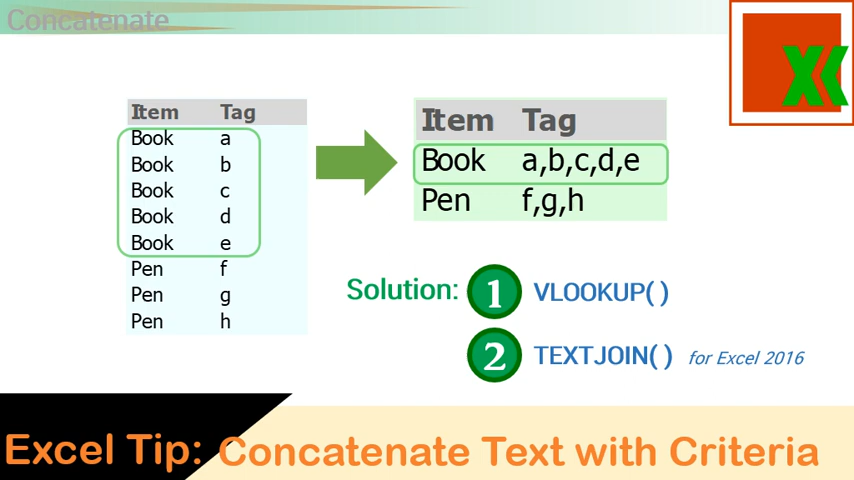 Concatenate
Item Tag
Book a
Book b
Book c
Book d
Book e
Pen f
Pen g
Pen h
Item Tag
Book a,b,c,d,e
Pen f,g,h
Solution: 1 VLOOKUP( )
2 TEXTJOIN( ) for Excel 2016
Excel Tip: Concatenate Text with Criteria